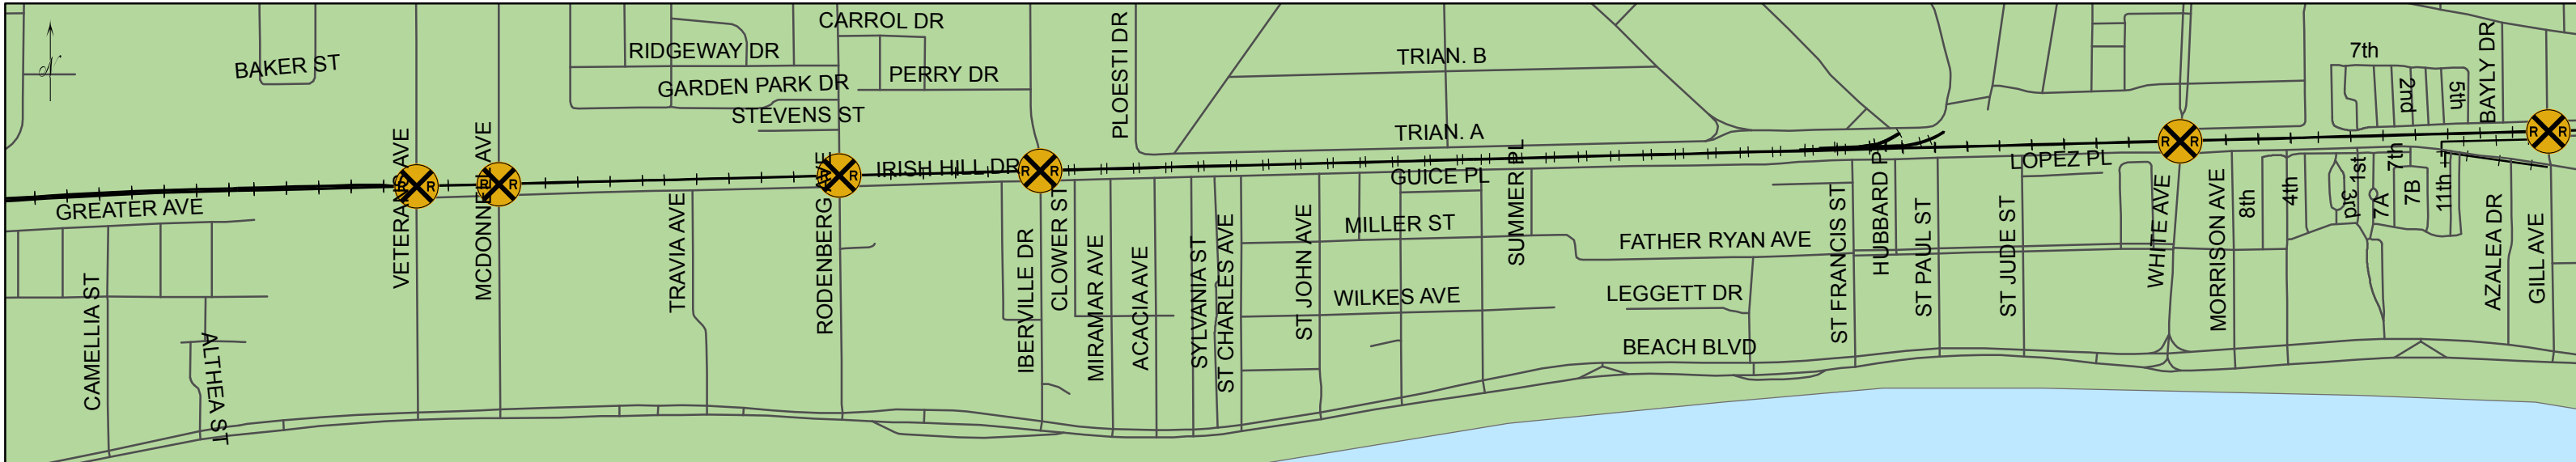 N
BAKER ST
RIDGEWAY DR
CARROL DR
GARDEN PARK DR
PERRY DR
STEVENS ST
PLOESTI DR
TRIAN. B
TRIAN. A
7th
2nd
5th
BAYLY DR
IRISH HILL DR
GUICE PL
LOPEZ PL
R R
R R
R R
R R
R R
R R
GREATER AVE
CAMELLIA ST
ALTHEA ST
VETERANS AVE
MCDONNELL AVE
TRAVIA AVE
RODENBERG AVE
IBERVILLE DR
CLOWER ST
MIRAMAR AVE
ACACIA AVE
SYLVANIA ST
ST CHARLES AVE
ST JOHN AVE
MILLER ST
WILKES AVE
SUMMER PL
FATHER RYAN AVE
LEGGETT DR
BEACH BLVD
ST FRANCIS ST
HUBBARD PL
ST PAUL ST
ST JUDE ST
WHITE AVE
MORRISON AVE
8th
4th
3rd
1st
7A
7th
7B
11th
AZALEA DR
GILL AVE